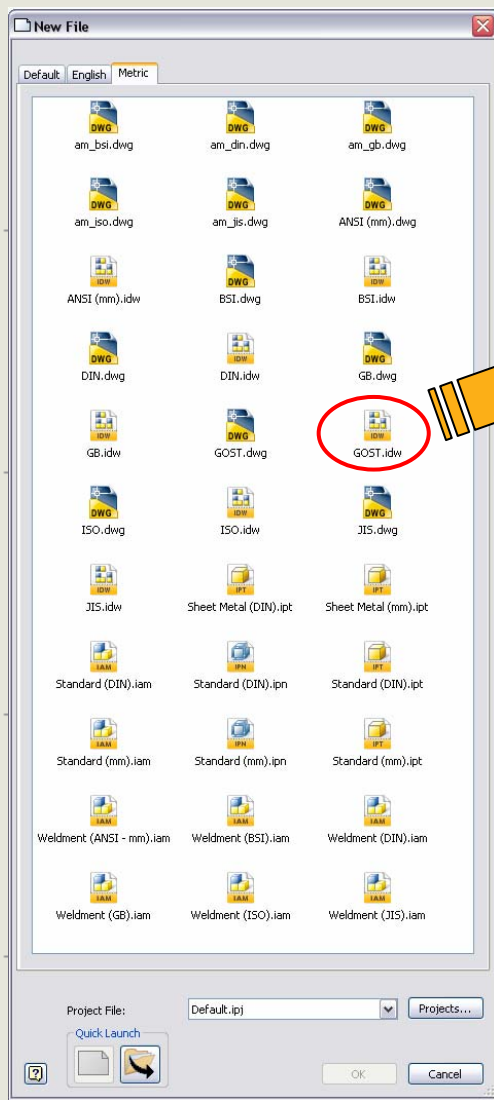 New File
Default English Metric
DWG DWG DWG
am_bsi.dwg am_din.dwg am_gb.dwg
DWG DWG DWG
am_iso.dwg am_jis.dwg ANSI (mm).dwg
IDW DWG IDW
ANSI (mm).idw BSI.dwg BSI.idw
DWG IDW DWG
DIN.dwg DIN.idw GB.dwg
IDW DWG IDW
GB.idw GOST.dwg GOST.idw
DWG IDW DWG
ISO.dwg ISO.idw JIS.dwg
IDW IPT IPT
JIS.idw Sheet Metal (DIN).ipt Sheet Metal (mm).ipt
IAM IPN IPT
Standard (DIN).iam Standard (DIN).ipn Standard (DIN).ipt
IAM IPN IPT
Standard (mm).iam Standard (mm).ipn Standard (mm).ipt
IAM IAM IAM
Weldment (ANSI - mm).iam Weldment (BSI).iam Weldment (DIN).iam
IAM IAM IAM
Weldment (GB).iam Weldment (ISO).iam Weldment (JIS).iam
Project File: Default.ipj Projects...
Quick Launch
? OK Cancel